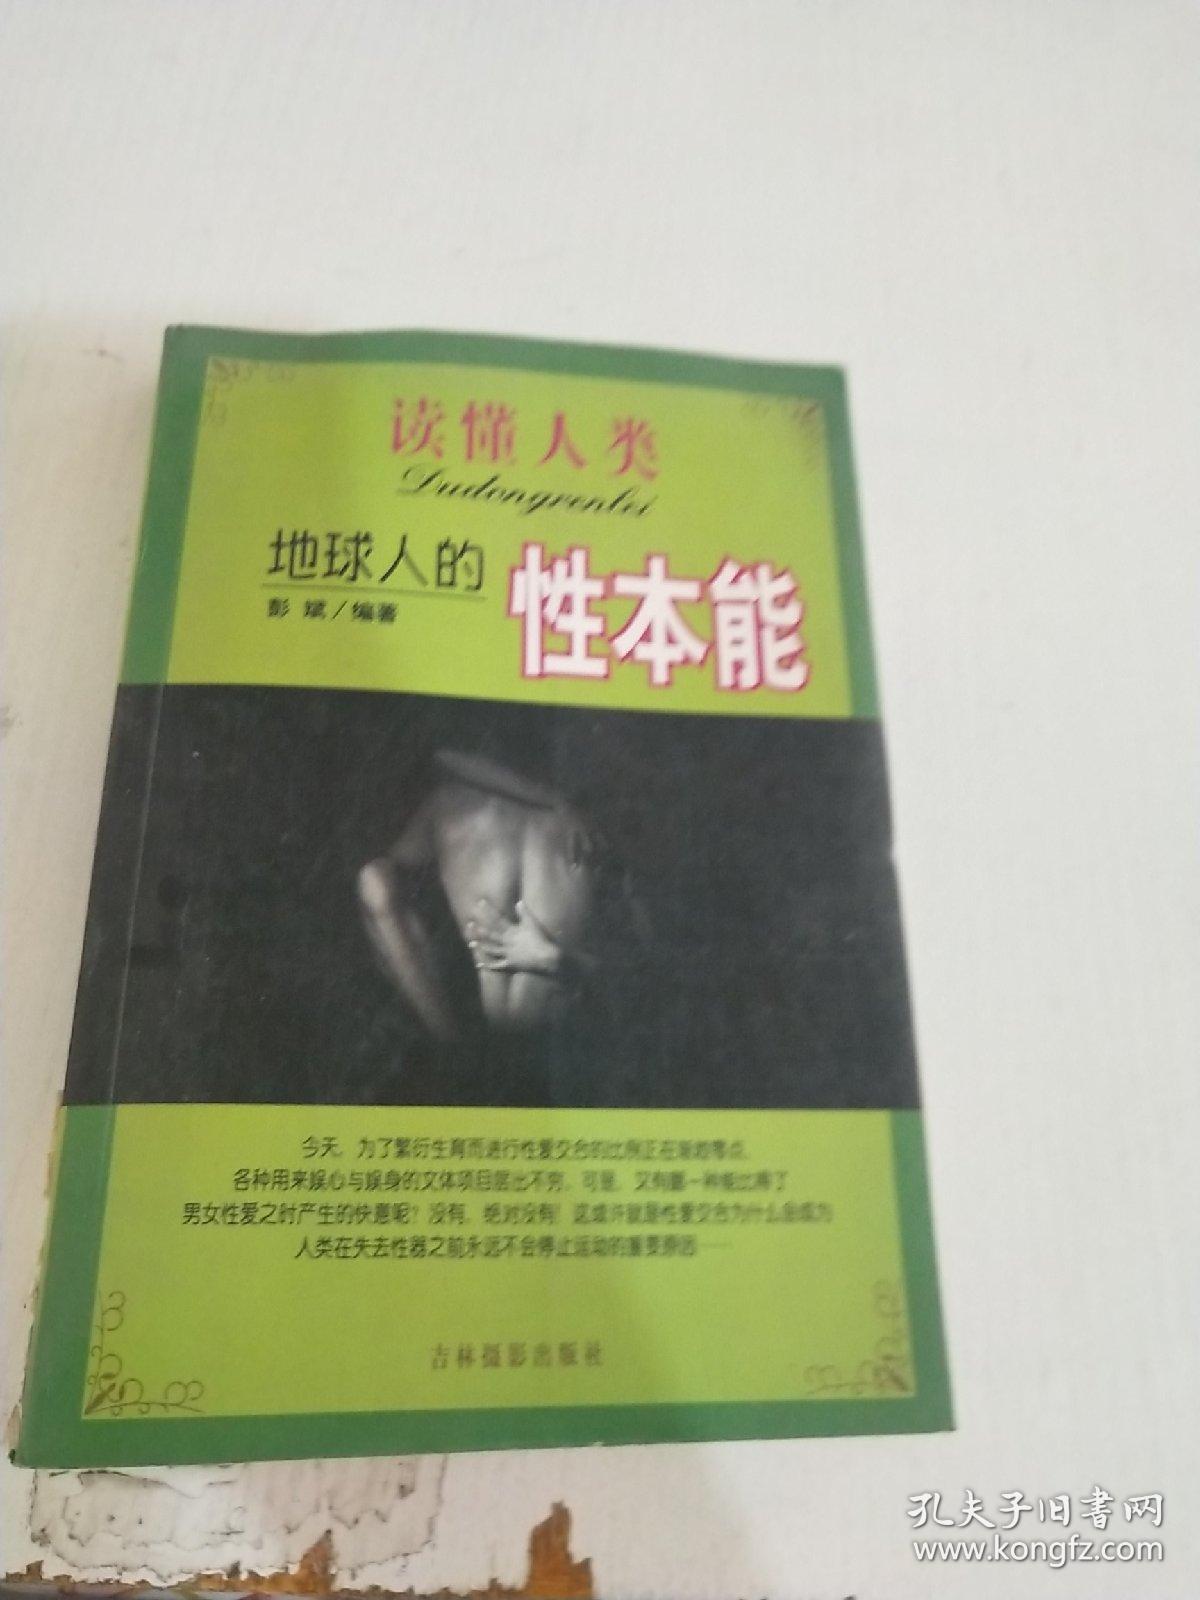 读懂人类
Dudongrenlei
地球人的
性本能
彭斌/编著
今天，为了繁衍生育而进行性爱交合的比例正在渐趋零点，
各种用来娱心与娱身的文体项目层出不穷，可是，又有哪一种能比得了
男女性爱之时产生的快意呢？没有，绝对没有！这或许就是性爱交合为什么会成为
人类在失去性器之前永远不会停止运动的重要原因……
吉林摄影出版社
孔夫子旧书网
www.kongfz.com